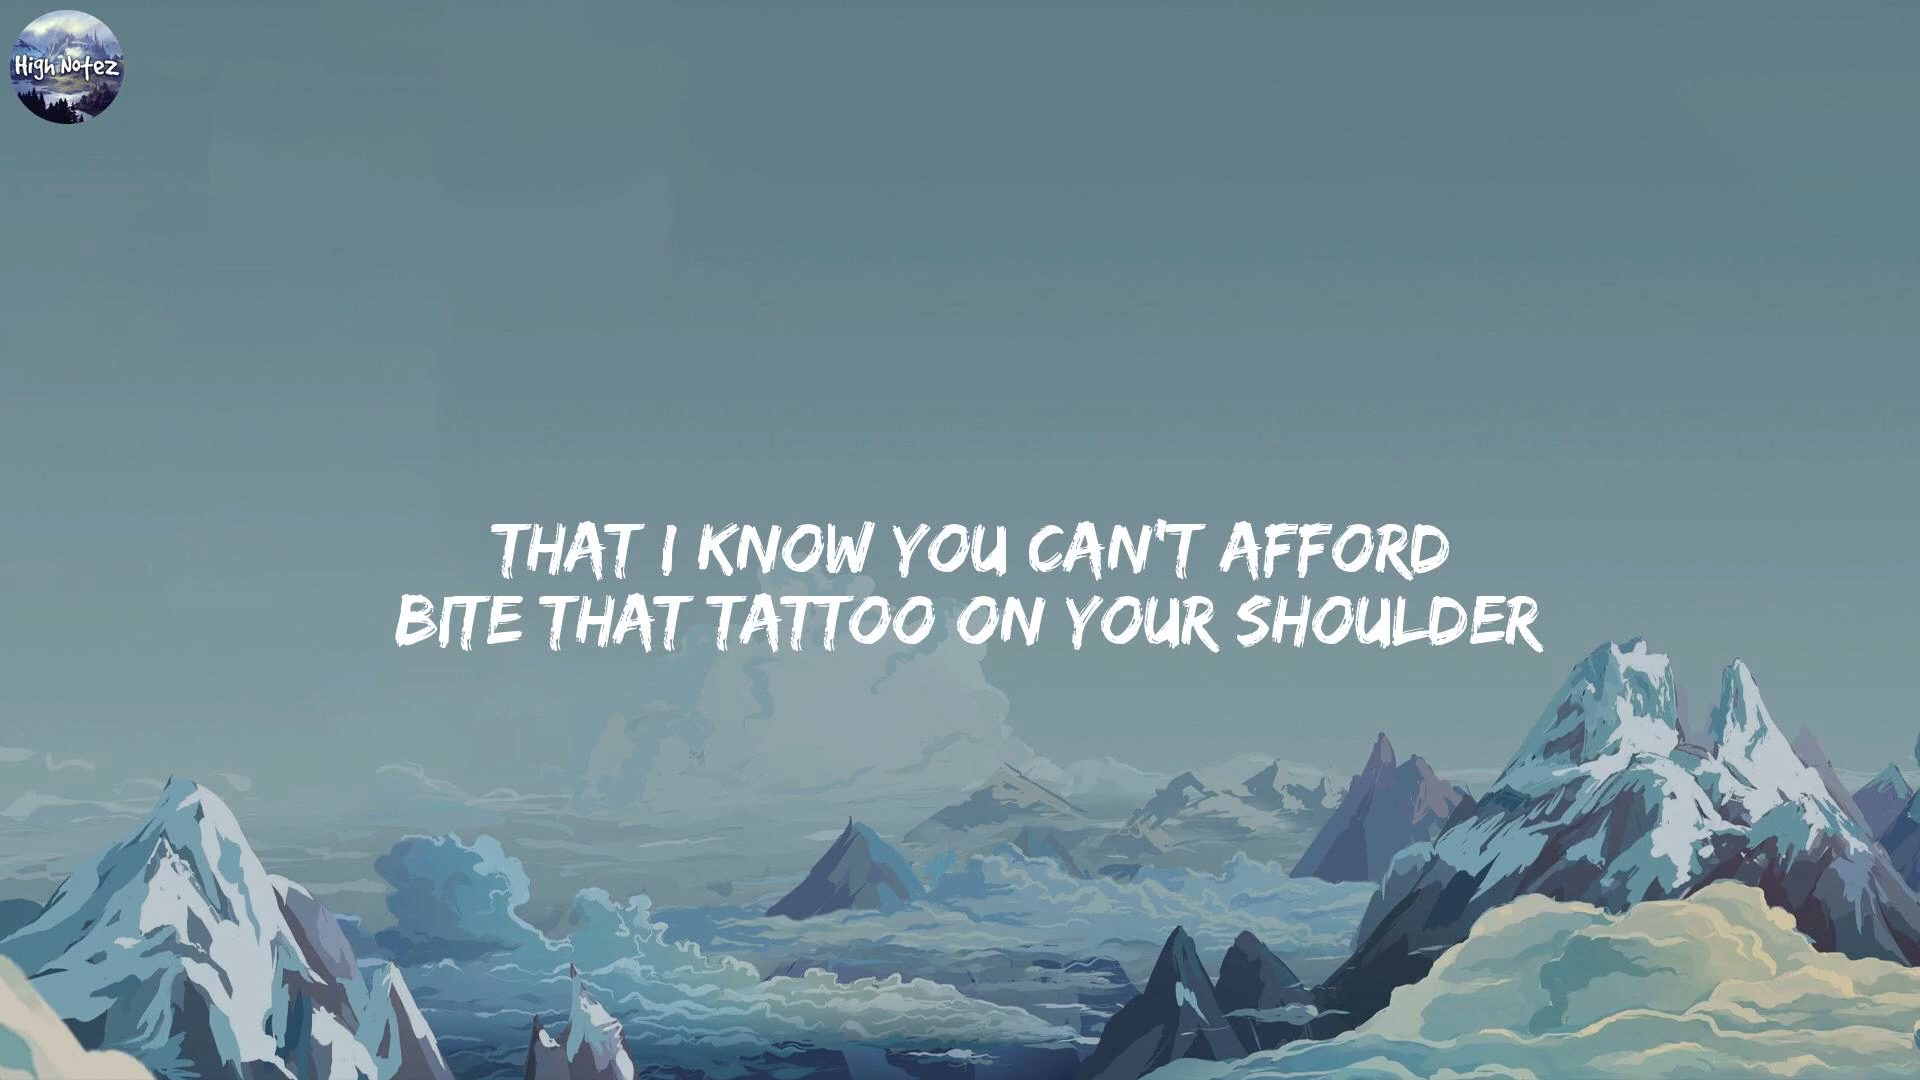 High Notez
THAT I KNOW YOU CAN'T AFFORD
BITE THAT TATTOO ON YOUR SHOULDER